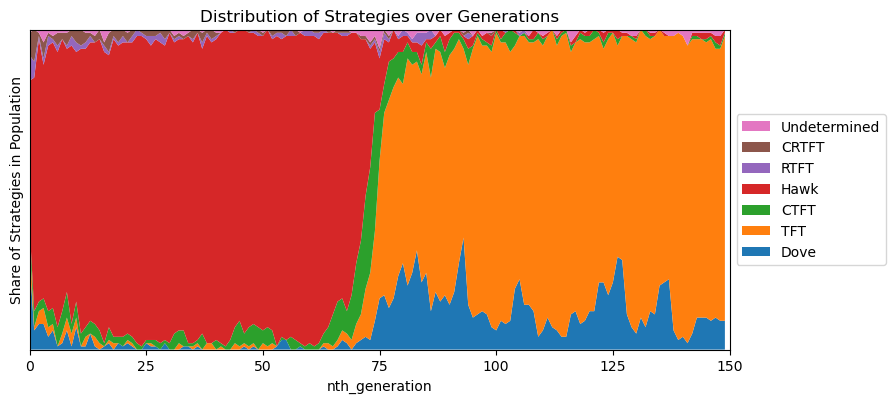 Distribution of Strategies over Generations
Share of Strategies in Population
0 25 50 75 100 125 150
nth_generation
Undetermined
CRTFT
RTFT
Hawk
CTFT
TFT
Dove